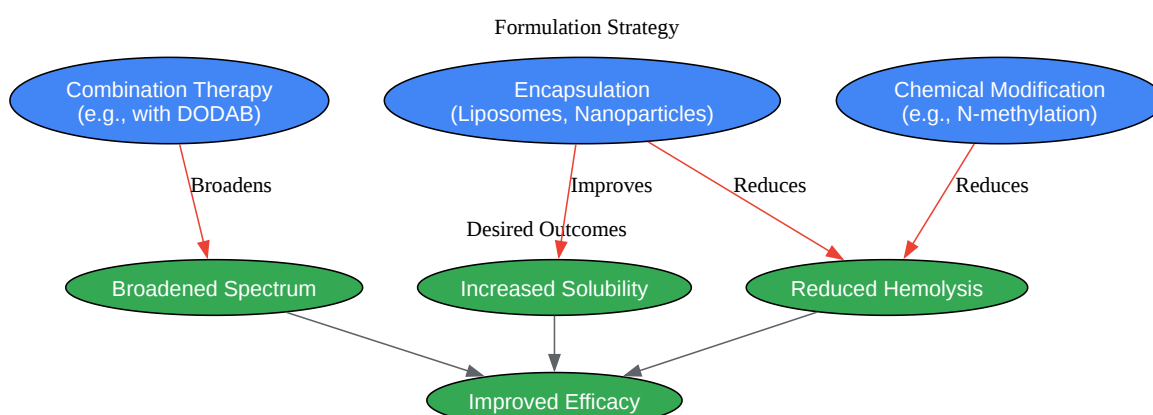 Formulation Strategy
Combination Therapy
(e.g., with DODAB)
Encapsulation
(Liposomes, Nanoparticles)
Chemical Modification
(e.g., N-methylation)
Broadens
Improves
Reduces
Reduces
Desired Outcomes
Broadened Spectrum
Increased Solubility
Reduced Hemolysis
Improved Efficacy